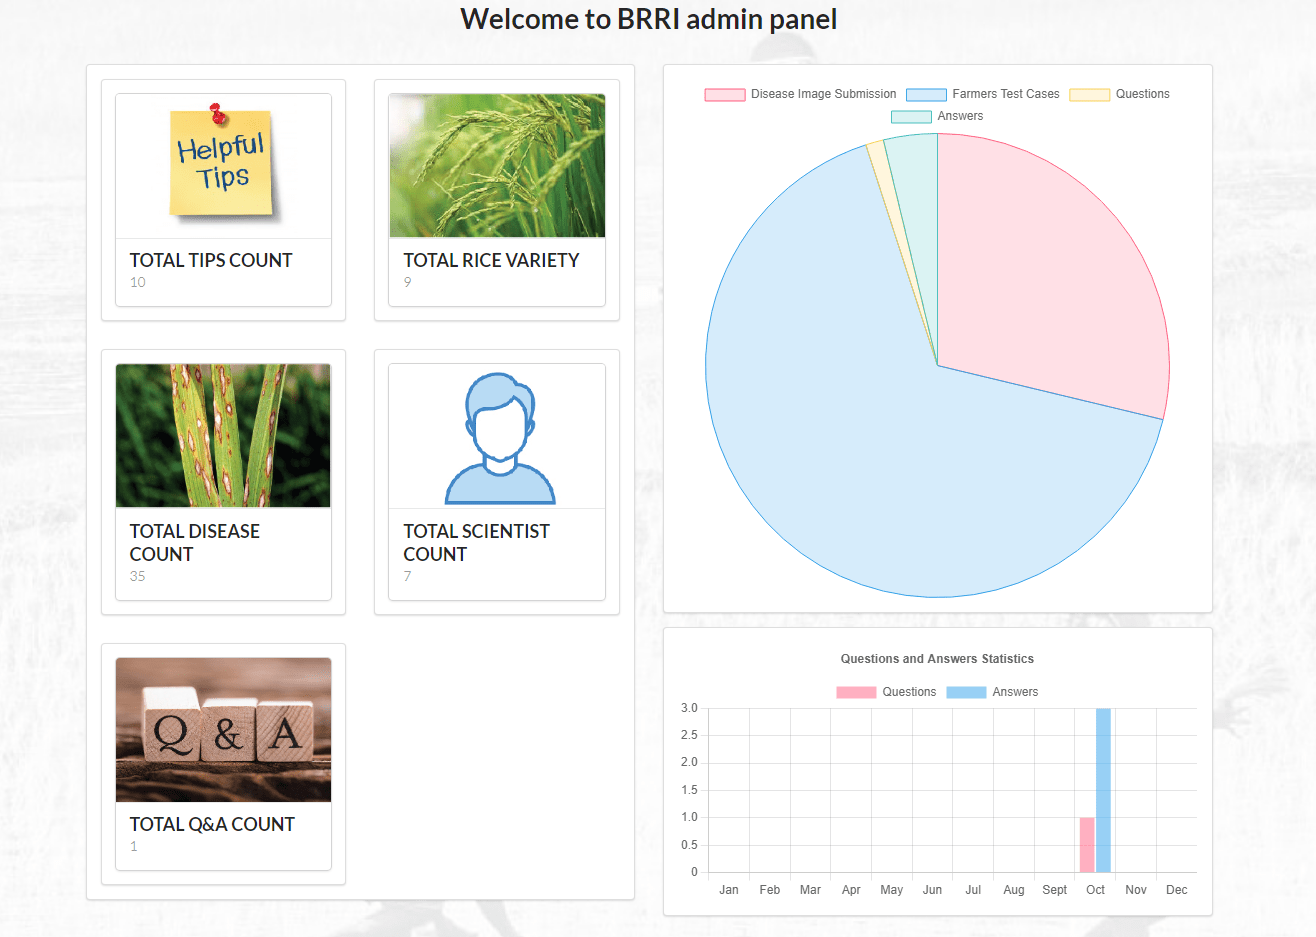 Welcome to BRRI admin panel
Helpful
Tips
TOTAL TIPS COUNT
10
TOTAL RICE VARIETY
9
TOTAL DISEASE
COUNT
35
TOTAL SCIENTIST
COUNT
7
Q & A
TOTAL Q&A COUNT
1
Disease Image Submission Farmers Test Cases Questions
Answers
Questions and Answers Statistics
Questions Answers
3.0
2.5
2.0
1.5
1.0
0.5
0
Jan Feb Mar Apr May Jun Jul Aug Sept Oct Nov Dec